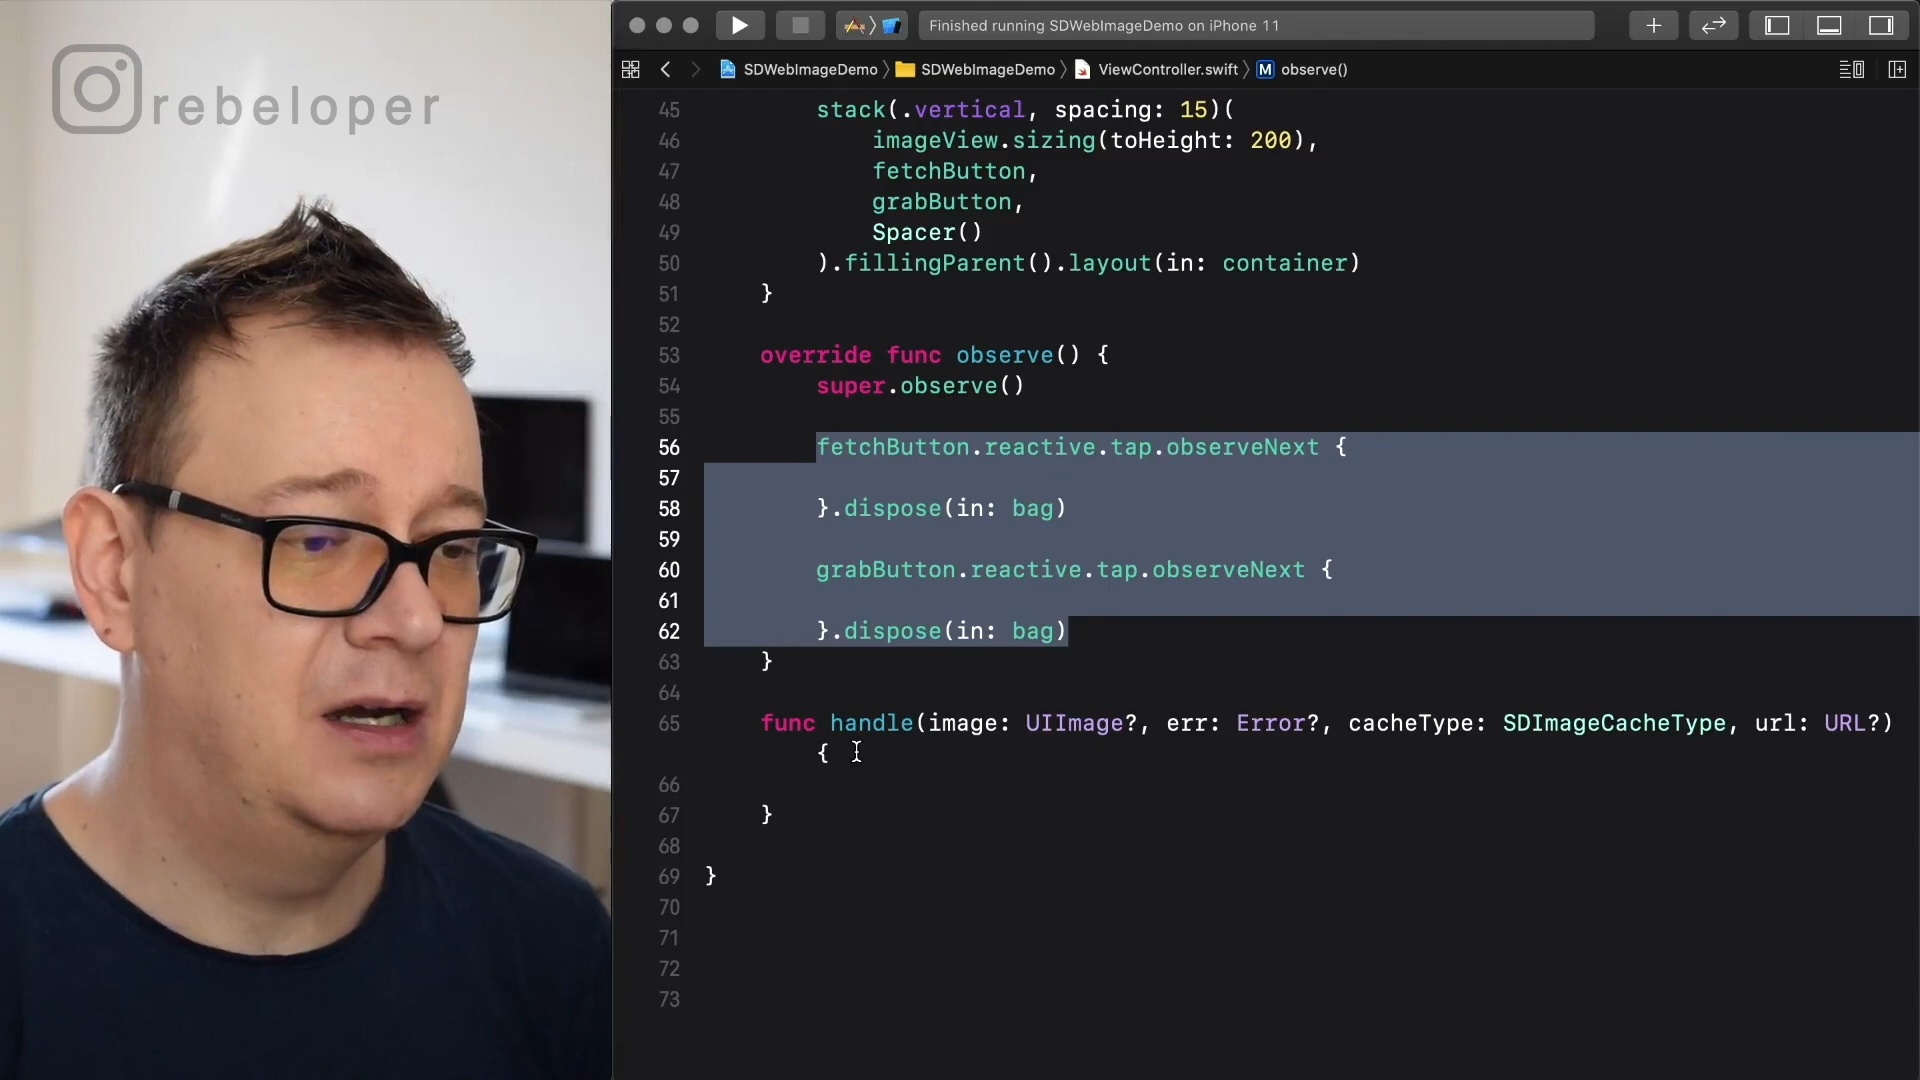 rebeloper
Finished running SDWebImageDemo on iPhone 11
SDWebImageDemo
SDWebImageDemo
ViewController.swift
M
observe()
45 stack(.vertical, spacing: 15)(
46 imageView.sizing(toHeight: 200),
47 fetchButton,
48 grabButton,
49 Spacer()
50 ).fillingParent().layout(in: container)
51 }
52
53 override func observe() {
54 super.observe()
55
56 fetchButton.reactive.tap.observeNext {
57
58 }.dispose(in: bag)
59
60 grabButton.reactive.tap.observeNext {
61
62 }.dispose(in: bag)
63 }
64
65 func handle(image: UIImage?, err: Error?, cacheType: SDImageCacheType, url: URL?)
{
66
67 }
68
69 }
70
71
72
73